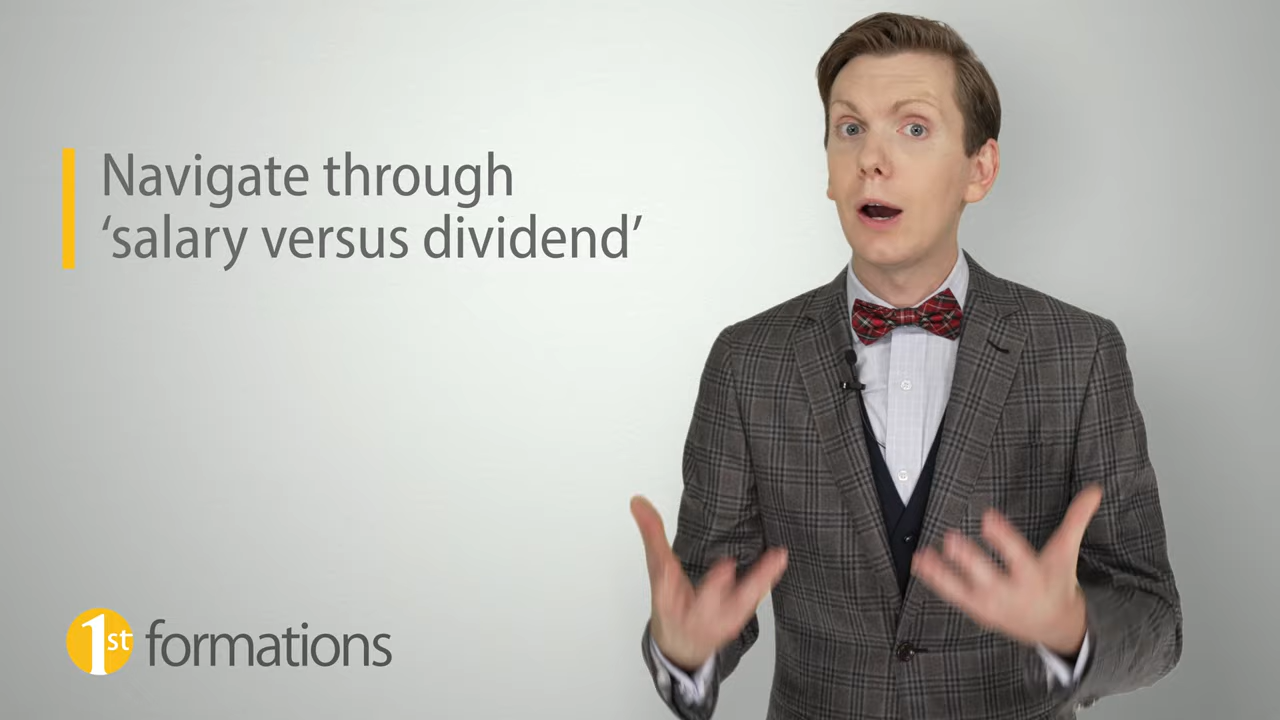 Navigate through
‘salary versus dividend’
1st formations